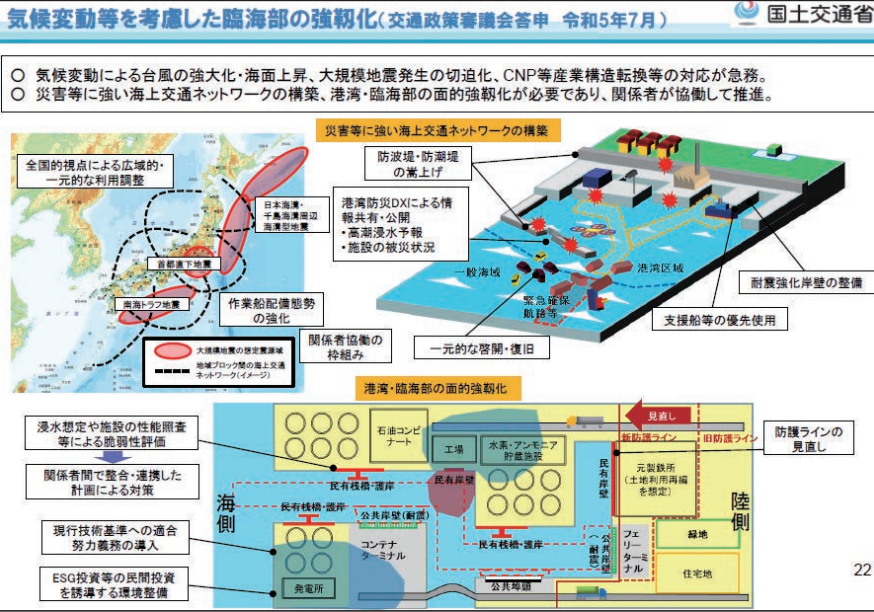 気候変動等を考慮した臨海部の強靱化(交通政策審議会答申 令和5年7月)
国土交通省
○ 気候変動による台風の強大化・海面上昇、大規模地震発生の切迫化、CNP等産業構造転換等の対応が急務。
○ 災害等に強い海上交通ネットワークの構築、港湾・臨海部の面的強靱化が必要であり、関係者が協働して推進。
災害等に強い海上交通ネットワークの構築
全国的視点による広域的・
一元的な利用調整
日本海溝・
千島海溝周辺
海溝型地震
首都直下地震
南海トラフ地震
作業船配備態勢
の強化
大規模地震の想定震源域
地域ブロック間の海上交通
ネットワーク(イメージ)
関係者協働の
枠組み
防波堤・防潮堤
の嵩上げ
港湾防災DXによる情
報共有・公開
・高潮浸水予報
・施設の被災状況
一般海域
港湾区域
緊急確保
航路等
耐震強化岸壁の整備
支援船等の優先使用
一元的な啓開・復旧
港湾・臨海部の面的強靱化
浸水想定や施設の性能照査
等による脆弱性評価
関係者間で整合・連携した
計画による対策
現行技術基準への適合
努力義務の導入
ESG投資等の民間投資
を誘導する環境整備
海側
石油コンビ
ナート
工場
水素・アンモニア
貯蔵施設
見直し
新防護ライン
旧防護ライン
防護ラインの
見直し
民有岸壁
元製鉄所
(土地利用再編
を想定)
陸側
民有桟橋・護岸
民有岸壁
民有桟橋・護岸
公共岸壁(耐震)
コンテナ
ターミナル
民有桟橋・護岸
公共岸壁
(耐震)
フェ
リー
ターミ
ナル
緑地
住宅地
発電所
公共埠頭
22